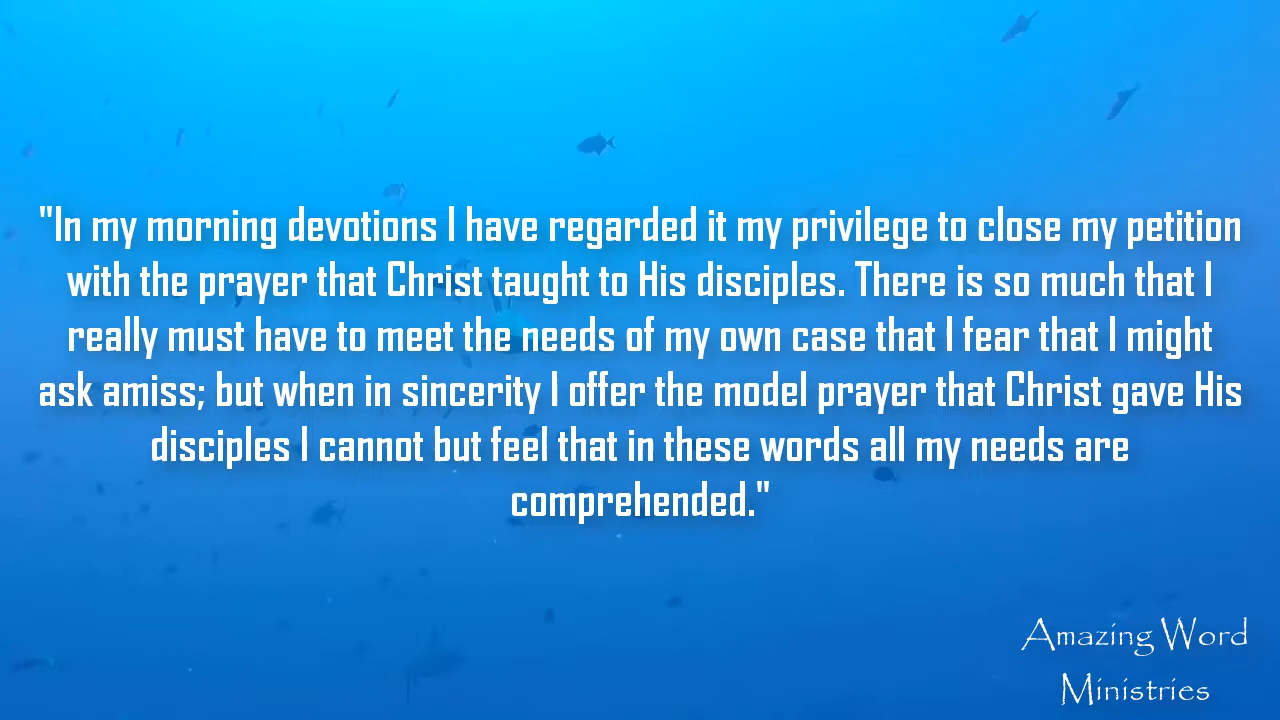 "In my morning devotions I have regarded it my privilege to close my petition
with the prayer that Christ taught to His disciples. There is so much that I
really must have to meet the needs of my own case that I fear that I might
ask amiss; but when in sincerity I offer the model prayer that Christ gave His
disciples I cannot but feel that in these words all my needs are
comprehended."
Amazing Word
Ministries